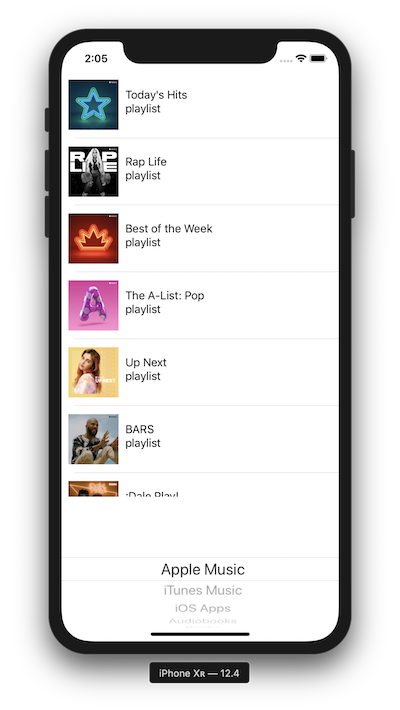 2:05
Today's Hits
playlist
RAP
LIFE
Rap Life
playlist
Best of the Week
playlist
The A-List: Pop
playlist
UP NEXT
Up Next
playlist
BARS
playlist
¡Dale Play!
Apple Music
iTunes Music
iOS Apps
Audiobooks
iPhone Xʀ — 12.4